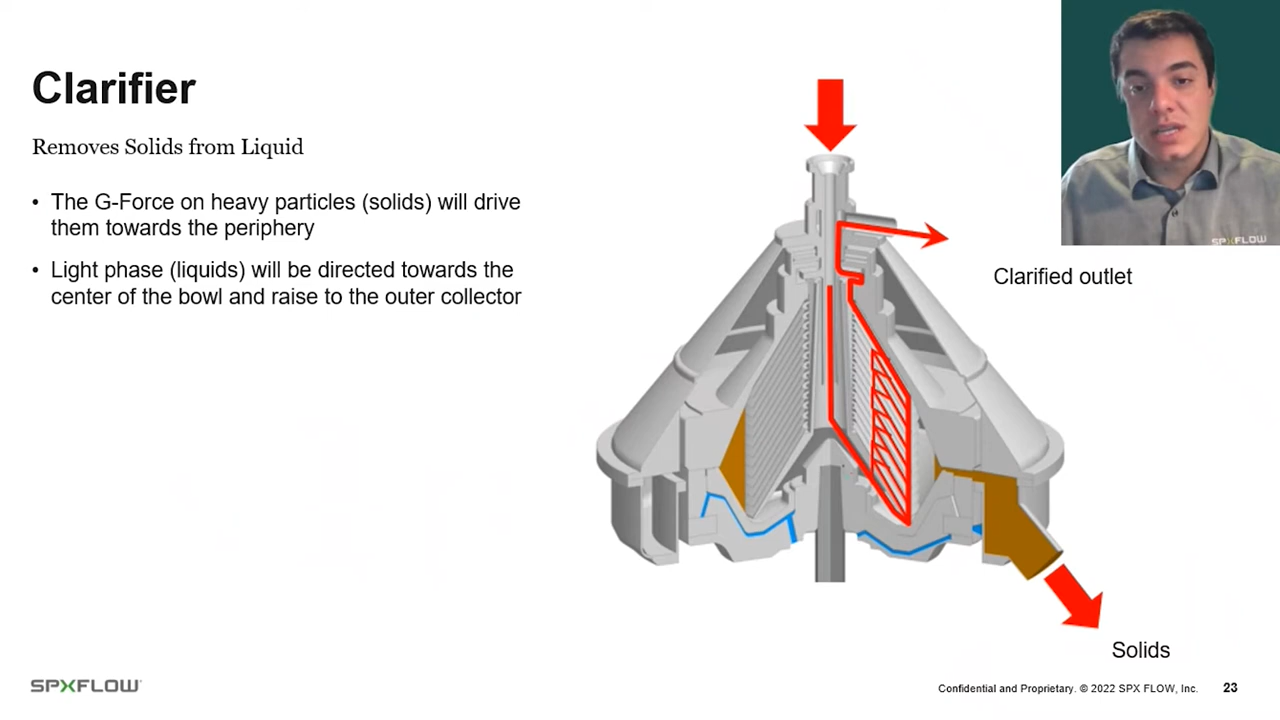 Clarifier
Removes Solids from Liquid
• The G-Force on heavy particles (solids) will drive
them towards the periphery
• Light phase (liquids) will be directed towards the
center of the bowl and raise to the outer collector
SPXFLOW
Clarified outlet
Solids
SPXFLOW
Confidential and Proprietary. © 2022 SPX FLOW, Inc.
23